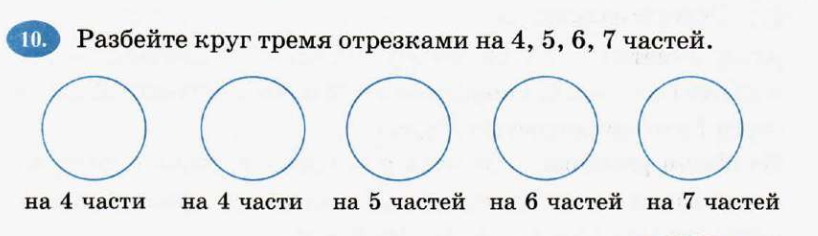 10. Разбейте круг тремя отрезками на 4, 5, 6, 7 частей.
на 4 части на 4 части на 5 частей на 6 частей на 7 частей